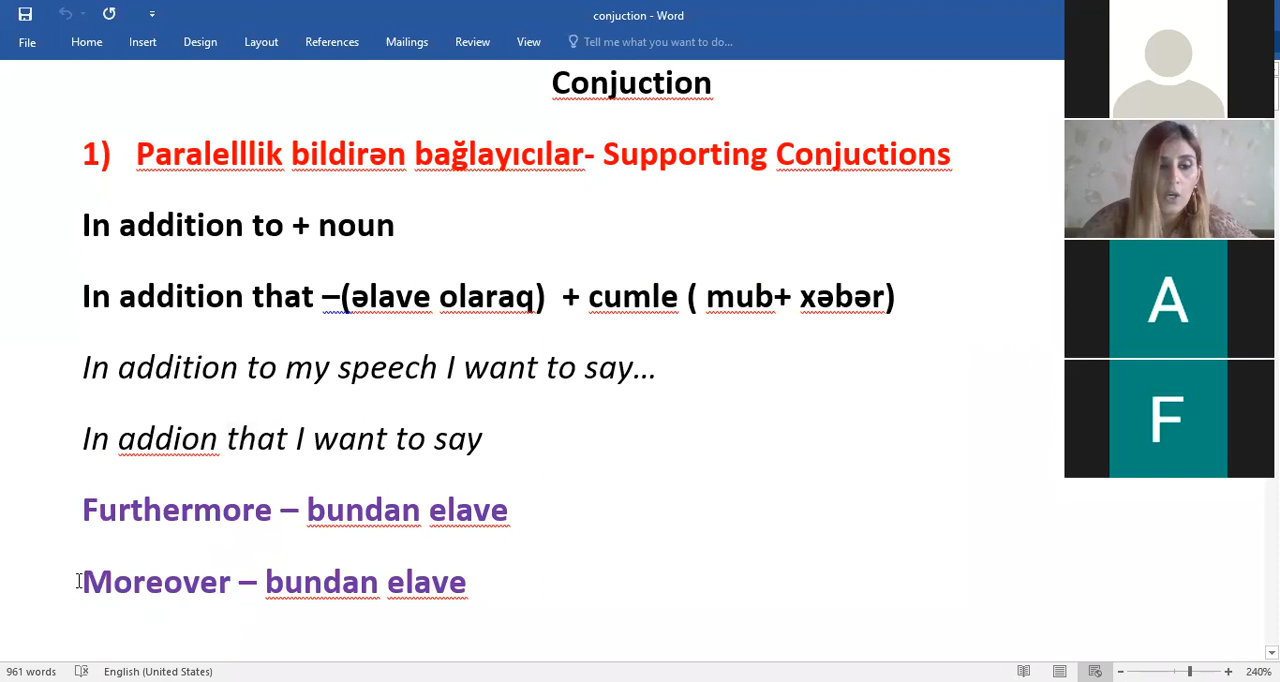 conjuction - Word
File Home Insert Design Layout References Mailings Review View Tell me what you want to do...
Conjuction
1) Paralelllik bildirən bağlayıcılar- Supporting Conjuctions
In addition to + noun
In addition that –(əlave olaraq) + cumle ( mub+ xəbər)
In addition to my speech I want to say...
In addion that I want to say
Furthermore – bundan elave
Moreover – bundan elave
A
F
961 words English (United States) 240%